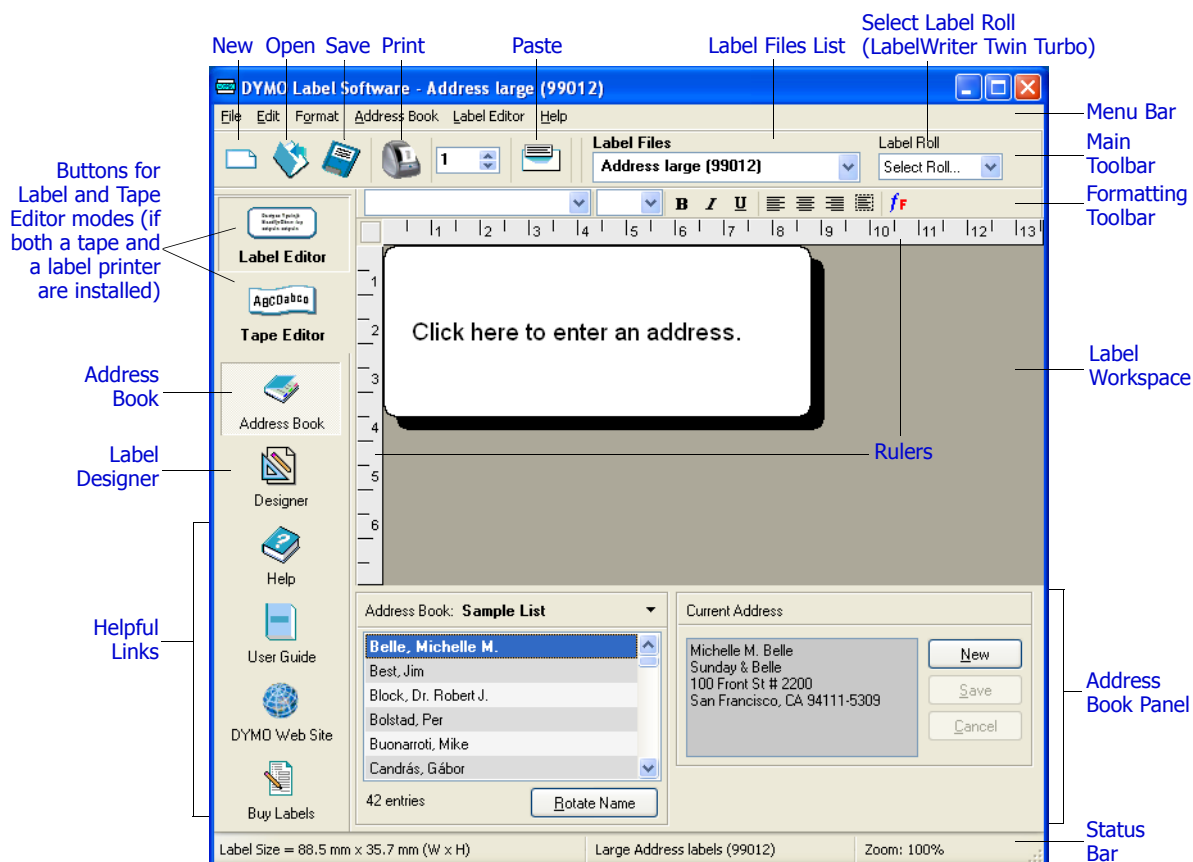 Select Label Roll
(LabelWriter Twin Turbo)
New Open Save Print Paste Label Files List
DYMO Label Software - Address large (99012)
File Edit Format Address Book Label Editor Help
Menu Bar
Label Files
Label Roll
1
Address large (99012)
Select Roll...
Main
Toolbar
Formatting
Toolbar
B I U
fF
Buttons for
Label and Tape
Editor modes (if
both a tape and
a label printer
are installed)
Label Editor
ABCDabcd
Tape Editor
1 2 3 4 5 6 7 8 9 10 11 12 13
1
2
3
4
5
6
Click here to enter an address.
Label
Workspace
Rulers
Address
Book
Address Book
Label
Designer
Designer
Helpful
Links
Help
User Guide
DYMO Web Site
Buy Labels
Address Book: Sample List
Belle, Michelle M.
Best, Jim
Block, Dr. Robert J.
Bolstad, Per
Buonarroti, Mike
Candrás, Gábor
42 entries
Rotate Name
Current Address
Michelle M. Belle
Sunday & Belle
100 Front St # 2200
San Francisco, CA 94111-5309
New
Save
Cancel
Address
Book Panel
Label Size = 88.5 mm x 35.7 mm (W x H)
Large Address labels (99012)
Zoom: 100%
Status
Bar